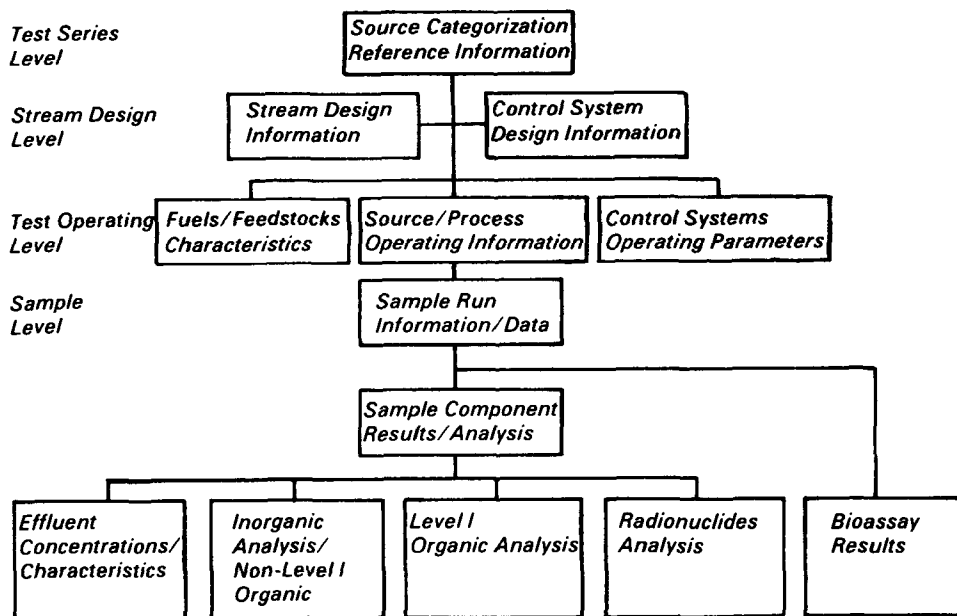 Test Series
Level
Source Categorization
Reference Information
Stream Design
Level
Stream Design
Information
Control System
Design Information
Test Operating
Level
Fuels/Feedstocks
Characteristics
Source/Process
Operating Information
Control Systems
Operating Parameters
Sample
Level
Sample Run
Information/Data
Sample Component
Results/Analysis
Effluent
Concentrations/
Characteristics
Inorganic
Analysis/
Non-Level I
Organic
Level I
Organic Analysis
Radionuclides
Analysis
Bioassay
Results